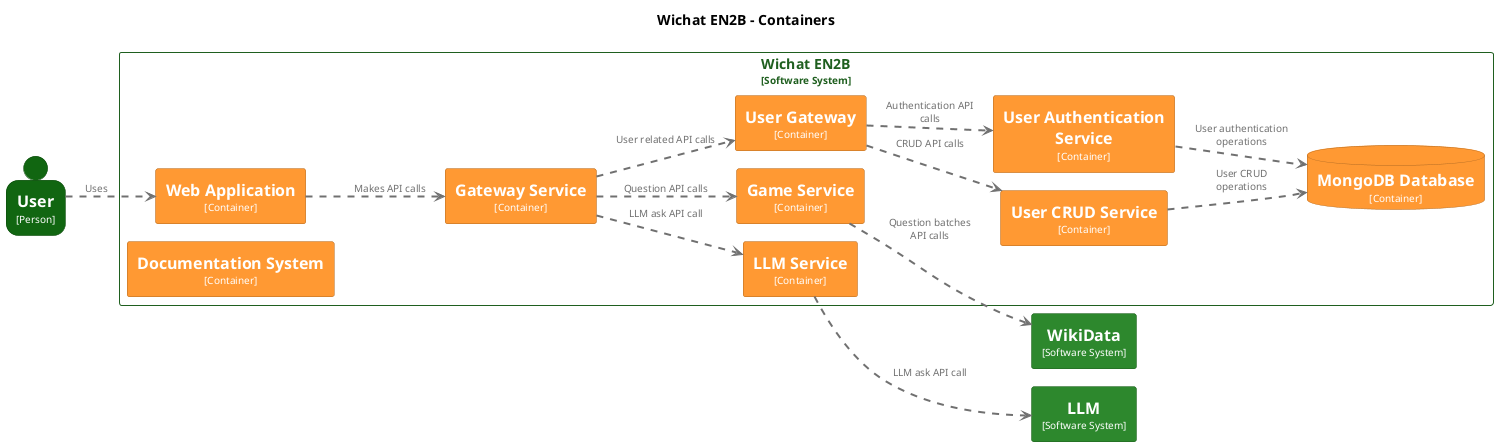 Wichat EN2B - Containers
Wichat EN2B
[Software System]
User
[Person]
Uses
Web Application
[Container]
Documentation System
[Container]
Makes API calls
Gateway Service
[Container]
User related API calls
Question API calls
LLM ask API call
User Gateway
[Container]
Game Service
[Container]
LLM Service
[Container]
Authentication API
calls
CRUD API calls
Question batches
API calls
LLM ask API call
User Authentication
Service
[Container]
User CRUD Service
[Container]
User authentication
operations
User CRUD
operations
MongoDB Database
[Container]
WikiData
[Software System]
LLM
[Software System]